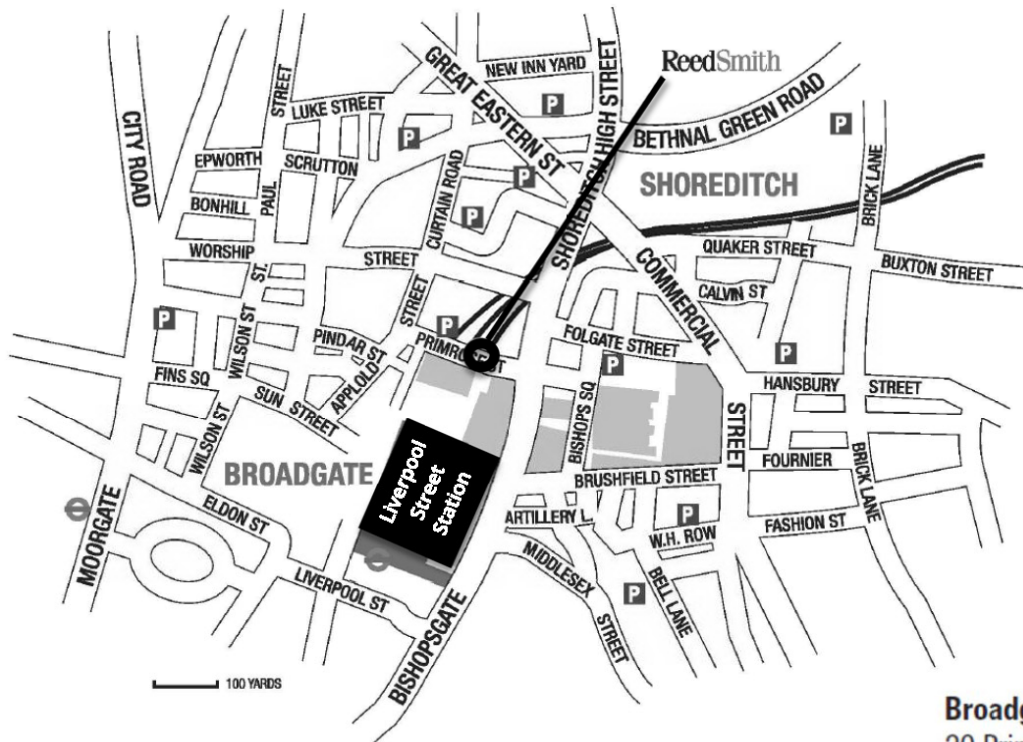 ReedSmith
NEW INN YARD
GREAT EASTERN ST
SHOREDITCH HIGH STREET
BETHNAL GREEN ROAD
STREET
LUKE STREET
P
P
P
CITY ROAD
EPWORTH
SCRUTTON
PAUL
BONHILL
CURTAIN ROAD
P
P
SHOREDITCH
BRICK LANE
WORSHIP
STREET
ST.
QUAKER STREET
BUXTON STREET
COMMERCIAL
CALVIN ST
P
WILSON ST
PINDAR ST
STREET
P
PRIMROSE ST
FOLGATE STREET
P
P
FINS SQ
SUN STREET
APPLOLD
HANSBURY
STREET
BISHOPS SQ
STREET
WILSON ST
BROADGATE
Liverpool
Street
Station
FOURNIER
BRICK LANE
BRUSHFIELD STREET
MOORGATE
ELDON ST
ARTILLERY L.
P
W.H. ROW
FASHION ST
LIVERPOOL ST
MIDDLESEX
STREET
P
BELL LANE
BISHOPSGATE
100 YARDS
Broadg